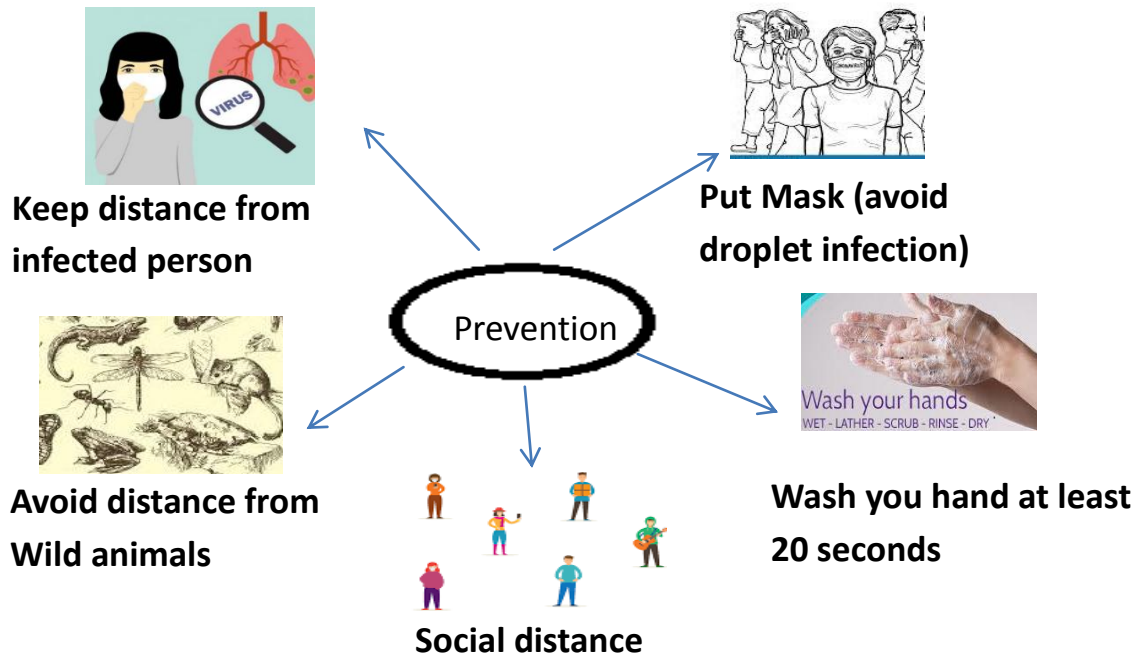 VIRUS
Keep distance from
infected person
Put Mask (avoid
droplet infection)
Prevention
Wash your hands
WET - LATHER - SCRUB - RINSE - DRY
Avoid distance from
Wild animals
Wash you hand at least
20 seconds
Social distance